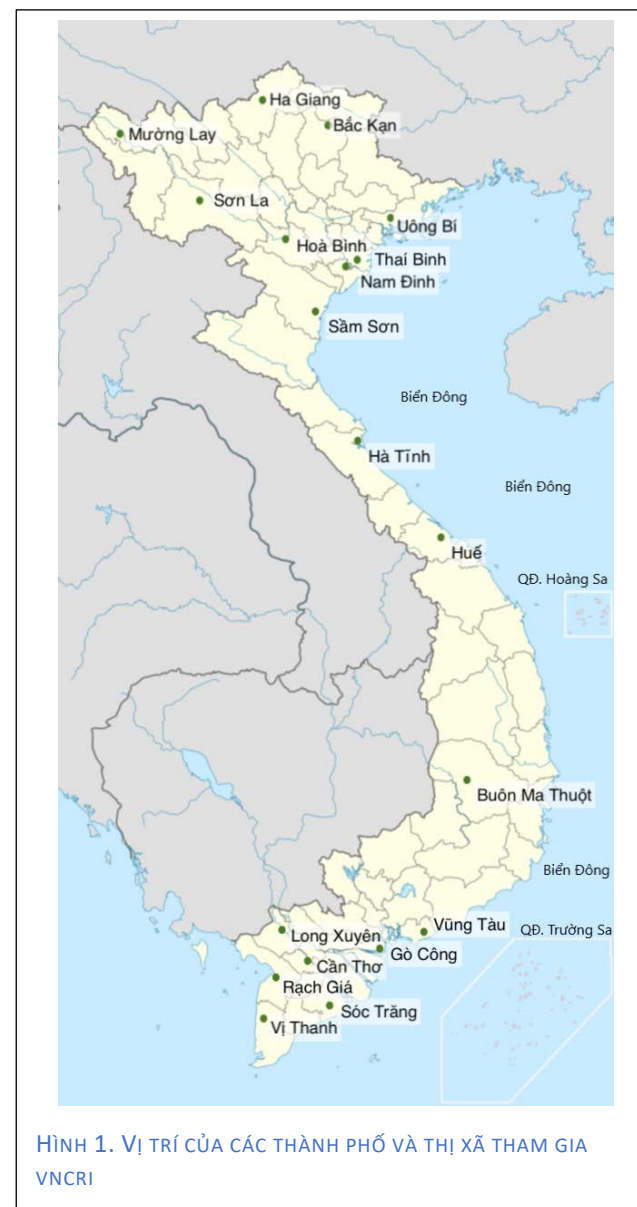 Ha Giang
Bắc Kạn
Mường Lay
Sơn La
Uông Bí
Hoà Bình
Thaí Binh
Nam Đinh
Sầm Sơn
Biển Đông
Hà Tĩnh
Biển Đông
Huế
QĐ. Hoàng Sa
Buôn Ma Thuột
Biển Đông
Vũng Tàu
QĐ. Trường Sa
Long Xuyên
Gò Công
Cần Thơ
Rạch Giá
Sóc Trăng
Vị Thanh
HÌNH 1. VỊ TRÍ CỦA CÁC THÀNH PHỐ VÀ THỊ XÃ THAM GIA
VNCRI